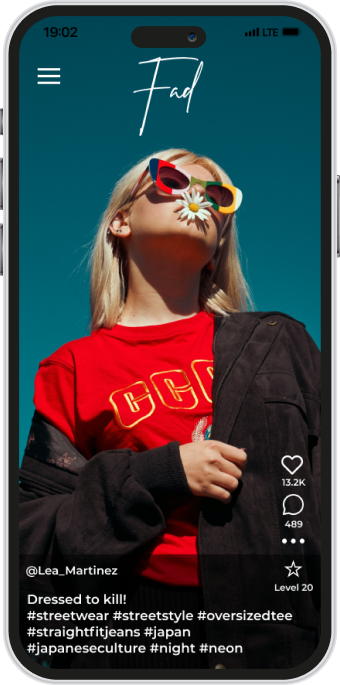 19:02
LTE
Fad
CCC
13.2K
489
@Lea_Martinez
Level 20
Dressed to kill!
#streetwear #streetstyle #oversizedtee
#straightfitjeans #japan
#japaneseculture #night #neon